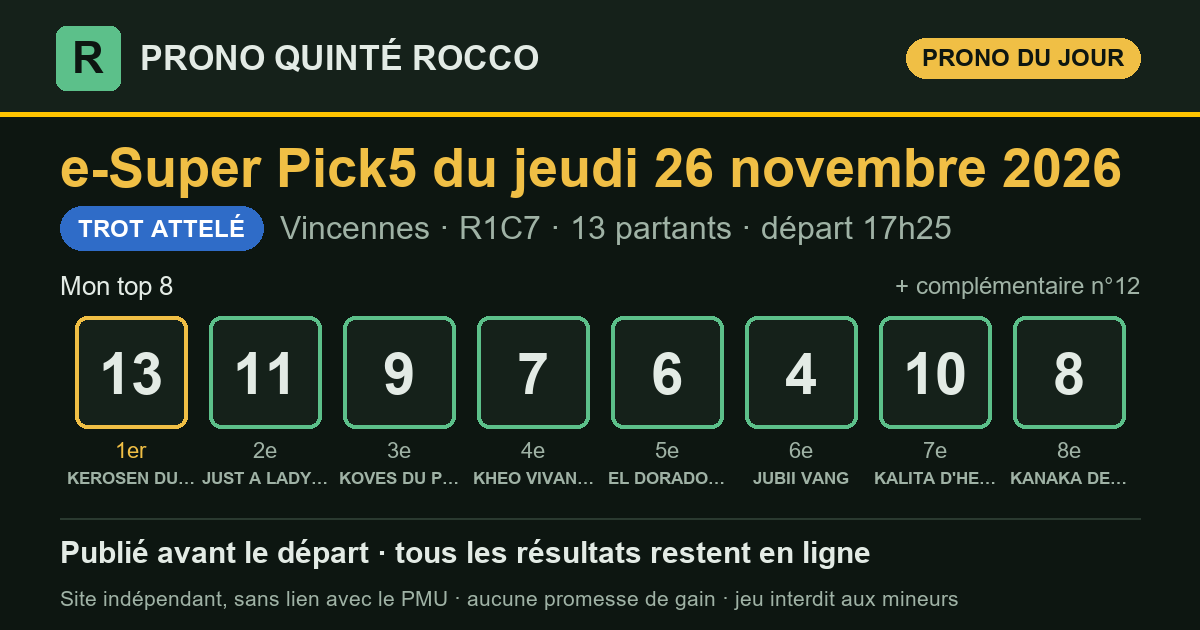 R PRONO QUINTÉ ROCCO PRONO DU JOUR
e-Super Pick5 du jeudi 26 novembre 2026
TROT ATTELÉ Vincennes · R1C7 · 13 partants · départ 17h25
Mon top 8 + complémentaire n°12
13 11 9 7 6 4 10 8
1er 2e 3e 4e 5e 6e 7e 8e
KEROSEN DU... JUST A LADY... KOVES DU P... KHEO VIVAN... EL DORADO... JUBII VANG KALITA D'HE... KANAKA DE...
Publié avant le départ · tous les résultats restent en ligne
Site indépendant, sans lien avec le PMU · aucune promesse de gain · jeu interdit aux mineurs